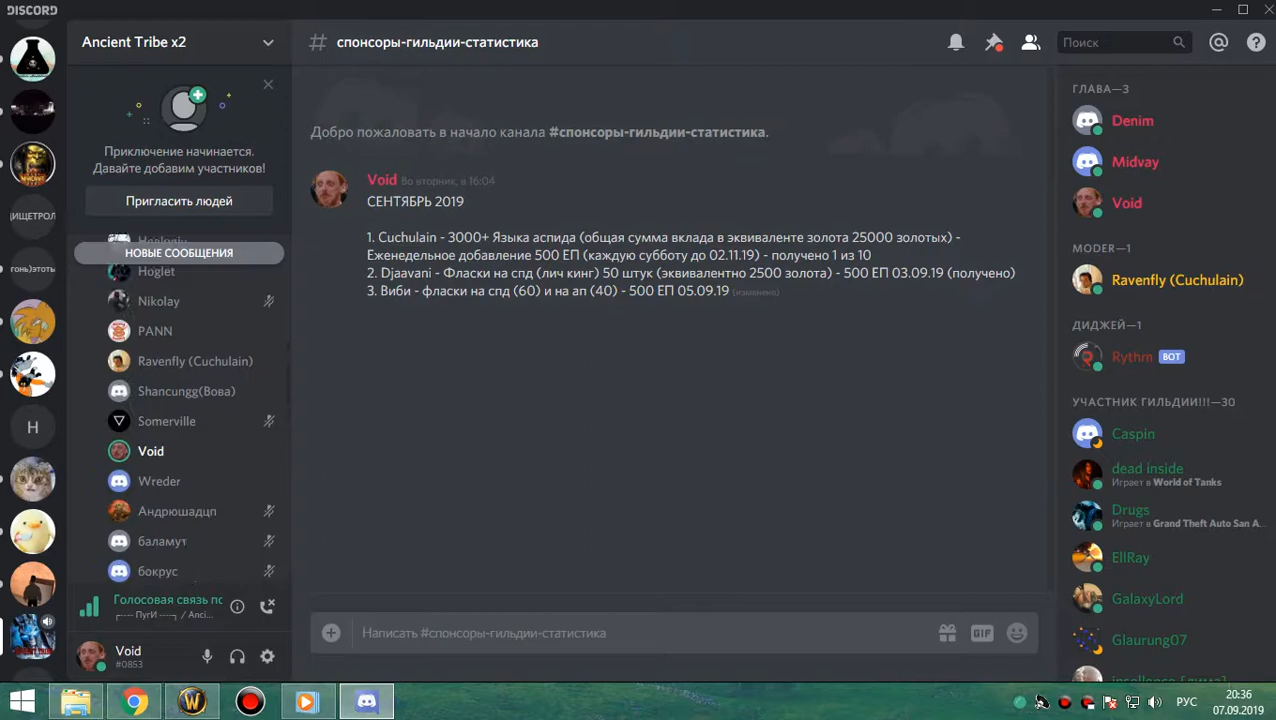 DISCORD
Ancient Tribe x2
Приключение начинается.
Давайте добавим участников!
Пригласить людей
НОВЫЕ СООБЩЕНИЯ
Hoglet
Nikolay
PANN
Ravenfly (Cuchulain)
Shancungg(Вова)
Somerville
Void
Wreder
Андрюшадцп
баламут
бокрус
Голосовая связь пс
ПугИ / Anci...
Void
#0853
ИЩЕТРОЛ
гонь)этоты
H
# спонсоры-гильдии-статистика
Поиск
Добро пожаловать в начало канала #спонсоры-гильдии-статистика.
Void Во вторник, в 16:04
СЕНТЯБРЬ 2019
1. Cuchulain - 3000+ Языка аспида (общая сумма вклада в эквиваленте золота 25000 золотых) -
Еженедельное добавление 500 ЕП (каждую субботу до 02.11.19) - получено 1 из 10
2. Djaavani - Фласки на спд (лич кинг) 50 штук (эквивалентно 2500 золота) - 500 ЕП 03.09.19 (получено)
3. Виби - фласки на спд (60) и на ап (40) - 500 ЕП 05.09.19 (изменено)
Написать #спонсоры-гильдии-статистика
GIF
ГЛАВА—3
Denim
Midvay
Void
MODER—1
Ravenfly (Cuchulain)
ДИДЖЕЙ—1
Rythm БОТ
УЧАСТНИК ГИЛЬДИИ!!!—30
Caspin
dead inside
Играет в World of Tanks
Drugs
Играет в Grand Theft Auto San A...
EllRay
GalaxyLord
Glaurung07
РУС
20:36
07.09.2019